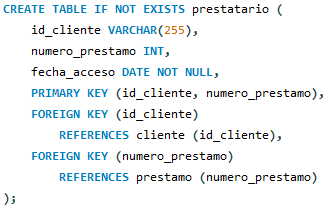 CREATE TABLE IF NOT EXISTS prestatario (
    id_cliente VARCHAR(255),
    numero_prestamo INT,
    fecha_acceso DATE NOT NULL,
    PRIMARY KEY (id_cliente, numero_prestamo),
    FOREIGN KEY (id_cliente)
        REFERENCES cliente (id_cliente),
    FOREIGN KEY (numero_prestamo)
        REFERENCES prestamo (numero_prestamo)
);